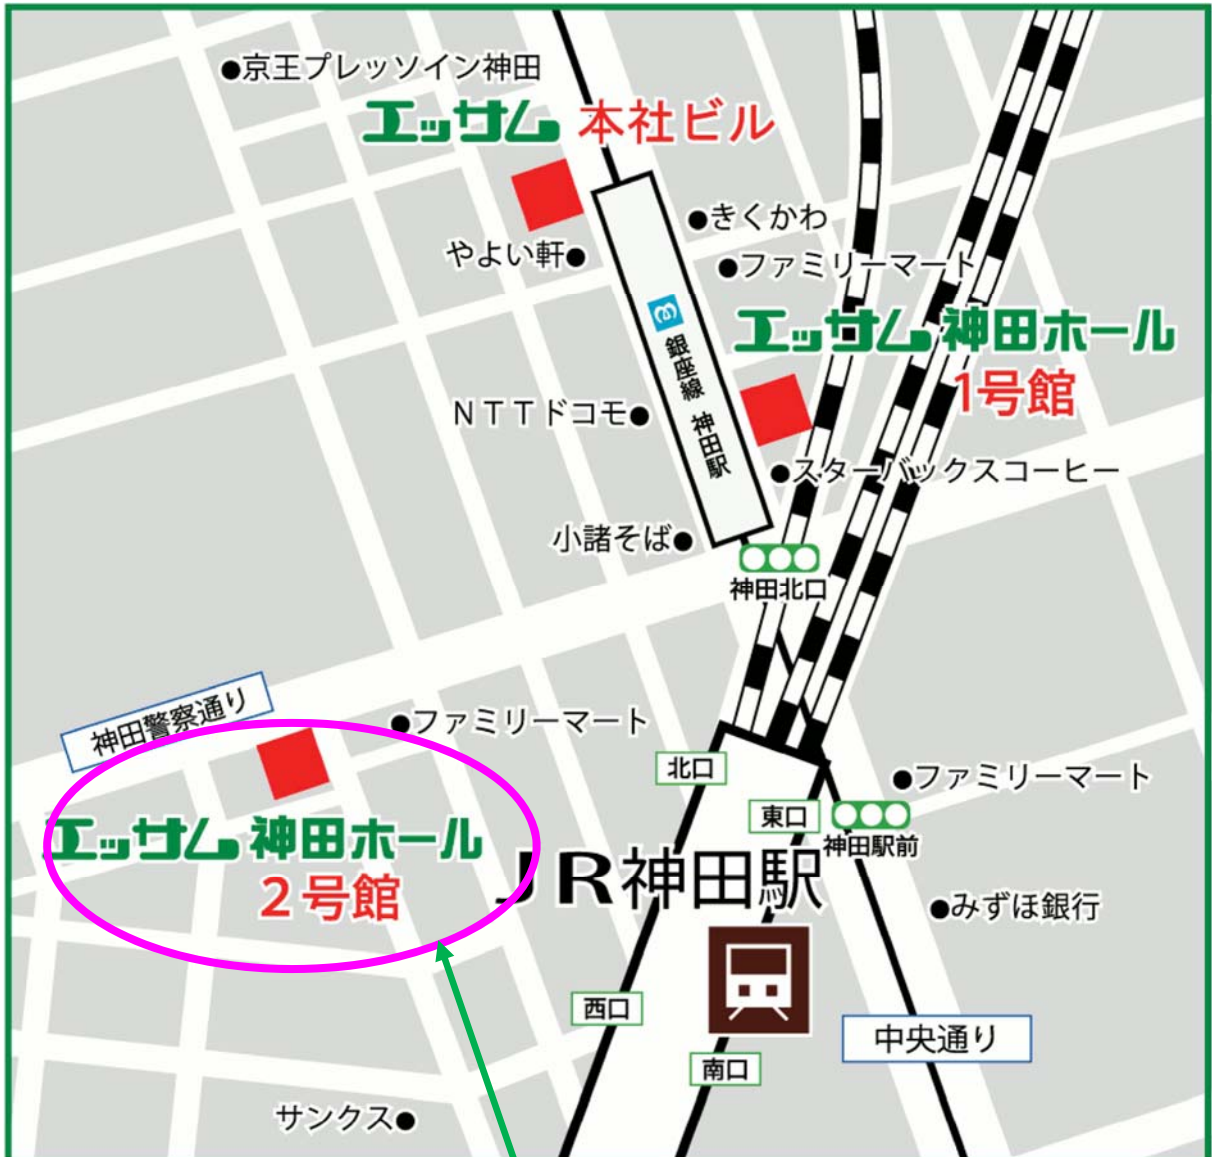 京王プレッソイン神田
エッサム 本社ビル
きくかわ
やよい軒
ファミリーマート
エッサム 神田ホール
1号館
銀座線 神田駅
NTTドコモ
スターバックスコーヒー
小諸そば
神田北口
神田警察通り
ファミリーマート
北口
ファミリーマート
東口
エッサム 神田ホール
2号館
神田駅前
JR神田駅
みずほ銀行
西口
中央通り
南口
サンクス